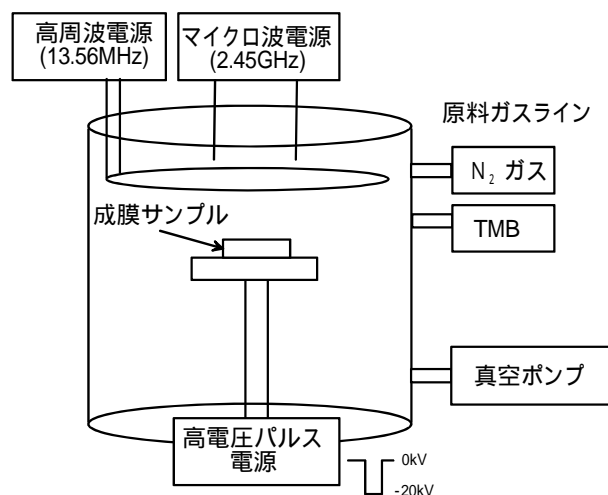 高周波電源
(13.56MHz)
マイクロ波電源
(2.45GHz)
原料ガスライン
N₂ ガス
成膜サンプル
TMB
真空ポンプ
高電圧パルス
電源
0kV
-20kV